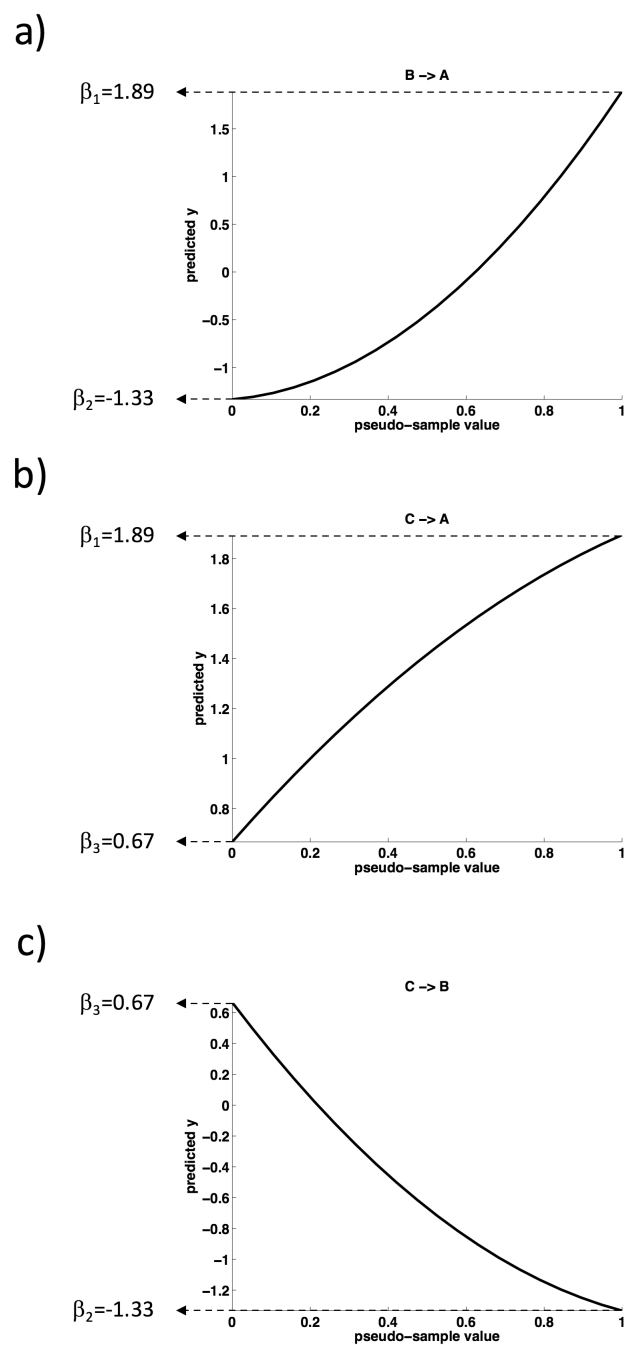 a)
B –> A
β₁=1.89
1.5
1
0.5
0
−0.5
−1
predicted y
β₂=-1.33
0 0.2 0.4 0.6 0.8 1
pseudo−sample value
b)
C –> A
β₁=1.89
1.8
1.6
1.4
1.2
1
0.8
predicted y
β₃=0.67
0 0.2 0.4 0.6 0.8 1
pseudo−sample value
c)
C –> B
β₃=0.67
0.6
0.4
0.2
0
−0.2
−0.4
−0.6
−0.8
−1
−1.2
predicted y
β₂=-1.33
0 0.2 0.4 0.6 0.8 1
pseudo−sample value